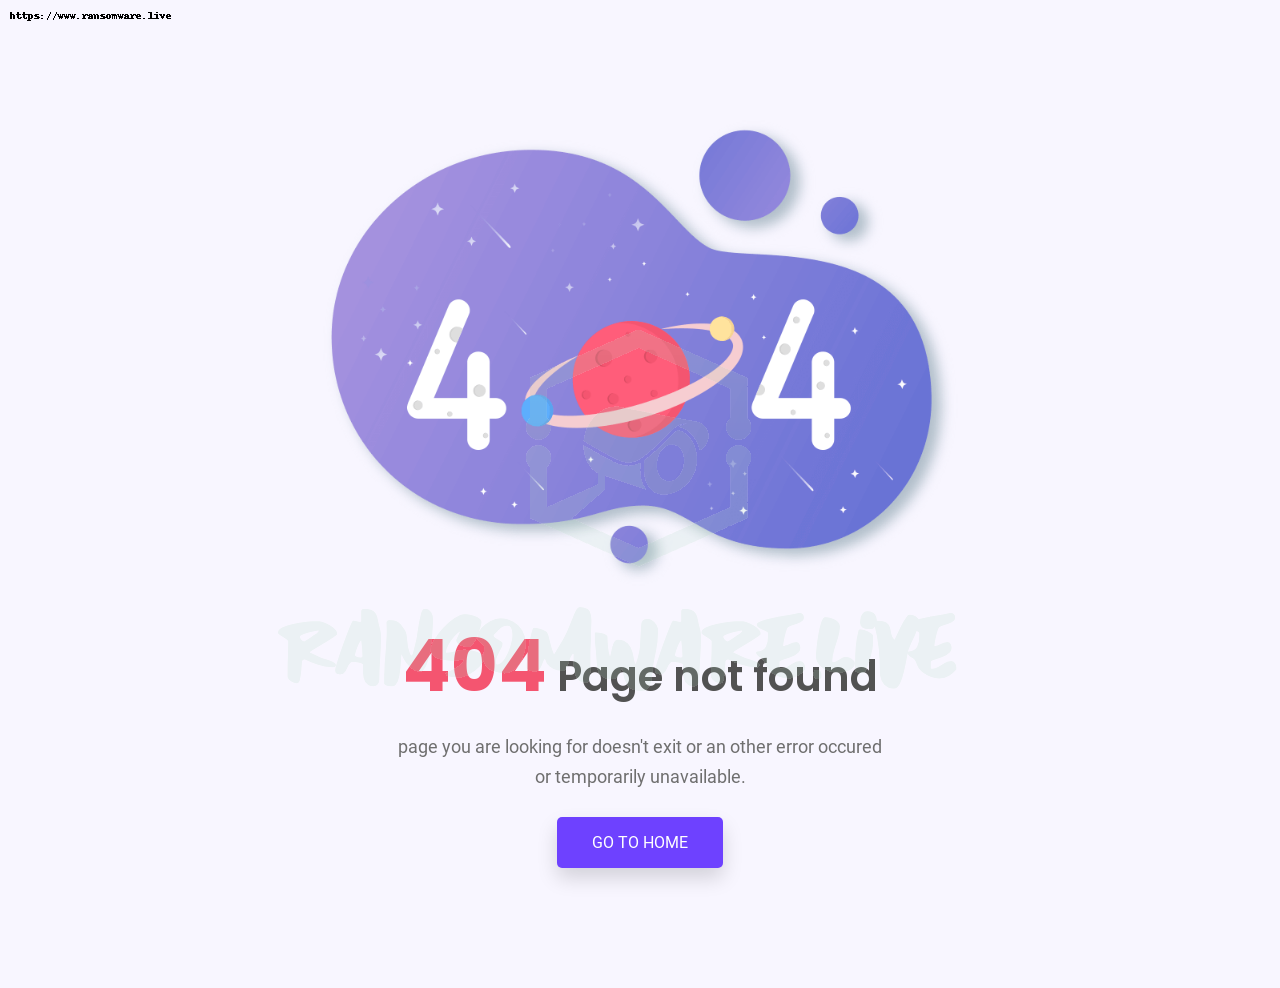 https://www.ransomware.live
4 4
RANSOMWARE.LIVE
404 Page not found
page you are looking for doesn't exit or an other error occured
or temporarily unavailable.
GO TO HOME